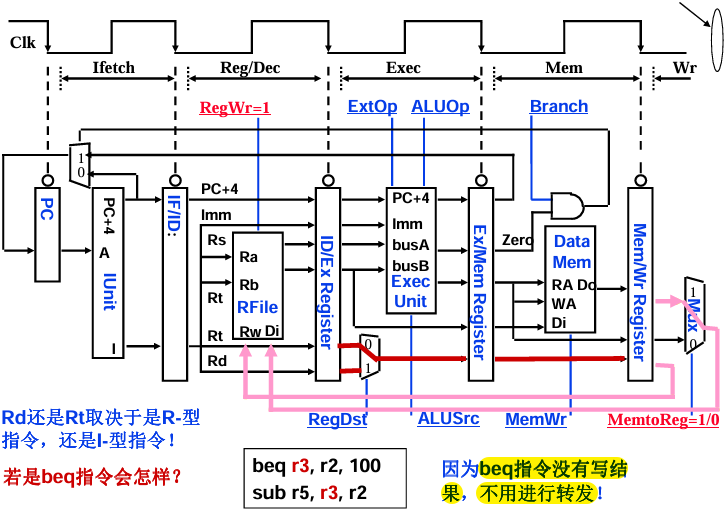 Clk
Ifetch
Reg/Dec
Exec
Mem
Wr
RegWr=1
ExtOp
ALUOp
Branch
1
0
PC
PC+4
A
IUnit
I
IF/ID:
PC+4
Imm
Rs
Rt
Ra
Rb
RFile
Rw Di
Rt
Rd
ID/Ex Register
PC+4
Imm
busA
busB
Exec
Unit
0
1
Ex/Mem Register
Zero
Data
Mem
RA Do
WA
Di
Mem/Wr Register
1
Mux
0
RegDst
ALUSrc
MemWr
MemtoReg=1/0
Rd还是Rt取决于是R-型
指令，还是I-型指令！
若是beq指令会怎样？
beq r3, r2, 100
sub r5, r3, r2
因为beq指令没有写结
果，不用进行转发！